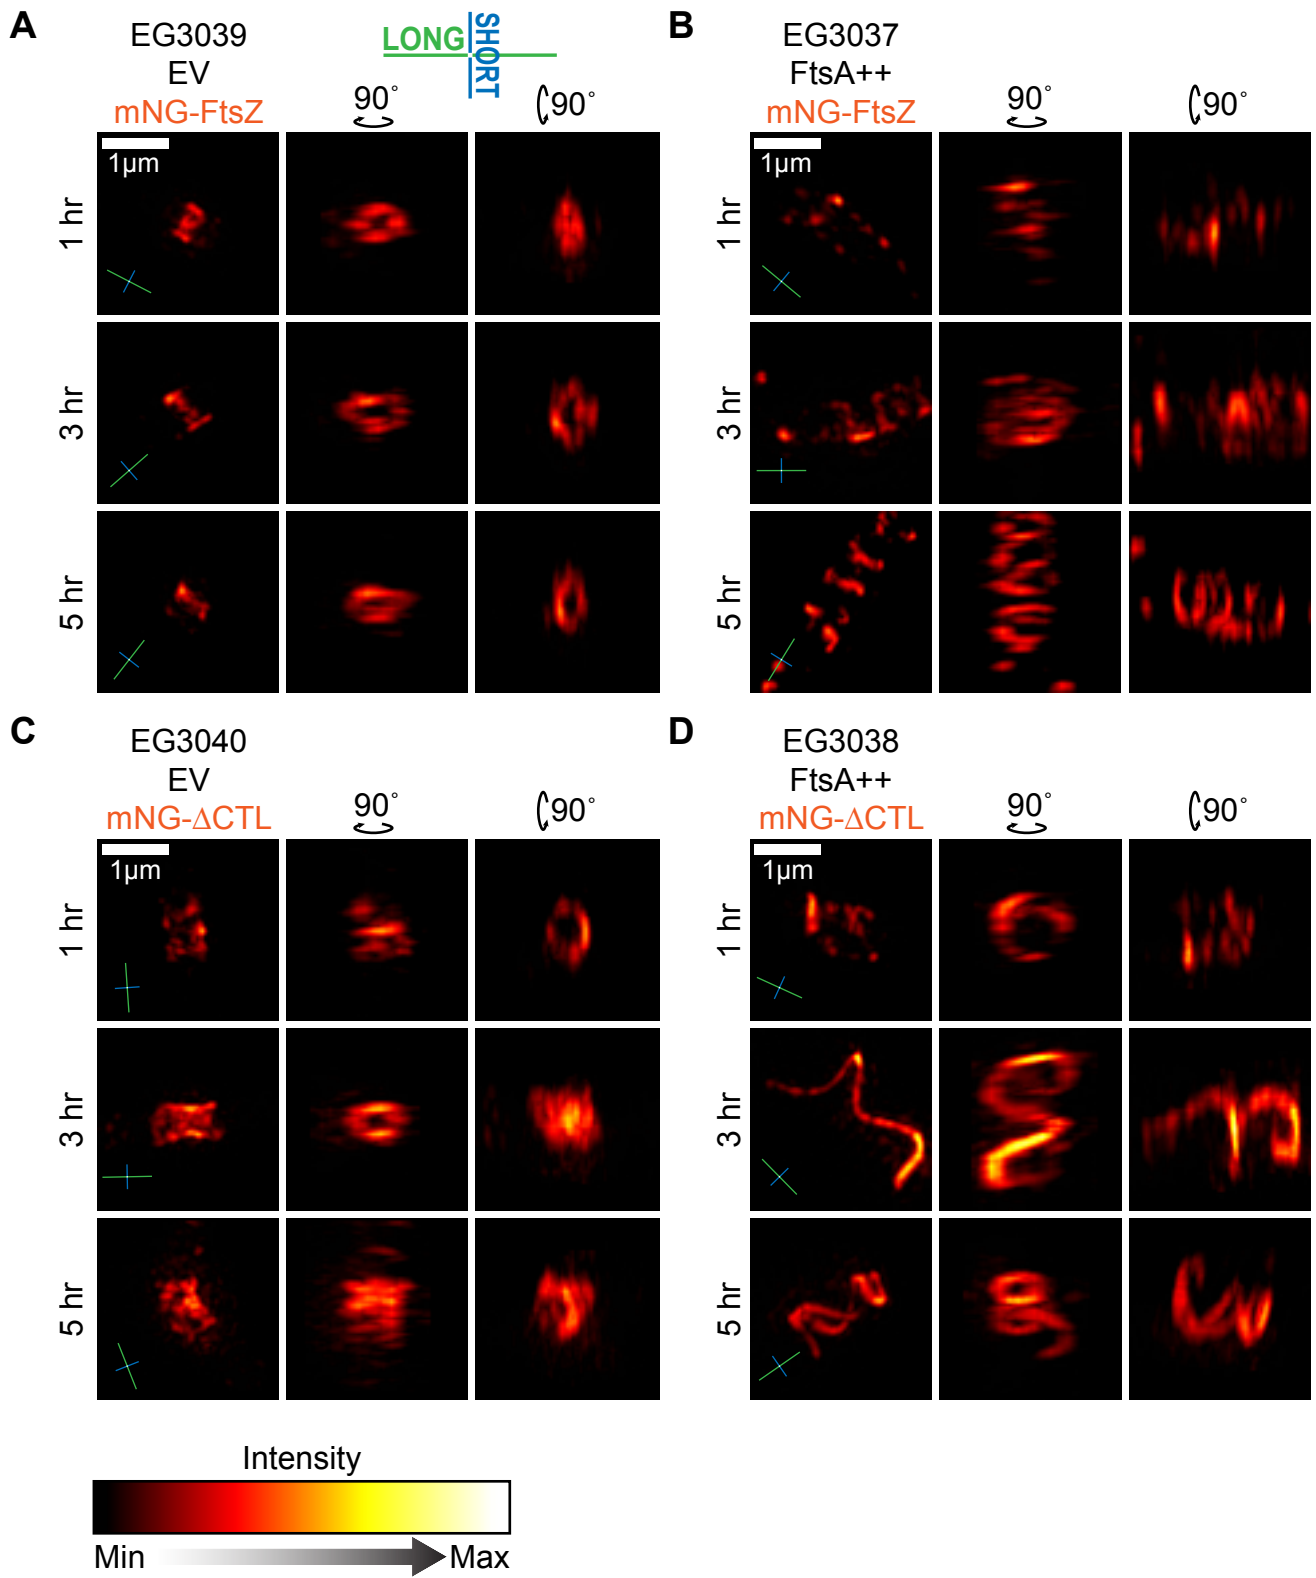 A
EG3039
EV
mNG-FtsZ
LONG
SHORT
90°
90°
1µm
1 hr
3 hr
5 hr
B
EG3037
FtsA++
mNG-FtsZ
90°
90°
1µm
1 hr
3 hr
5 hr
C
EG3040
EV
mNG-ΔCTL
90°
90°
1µm
1 hr
3 hr
5 hr
D
EG3038
FtsA++
mNG-ΔCTL
90°
90°
1µm
1 hr
3 hr
5 hr
Intensity
Min
Max